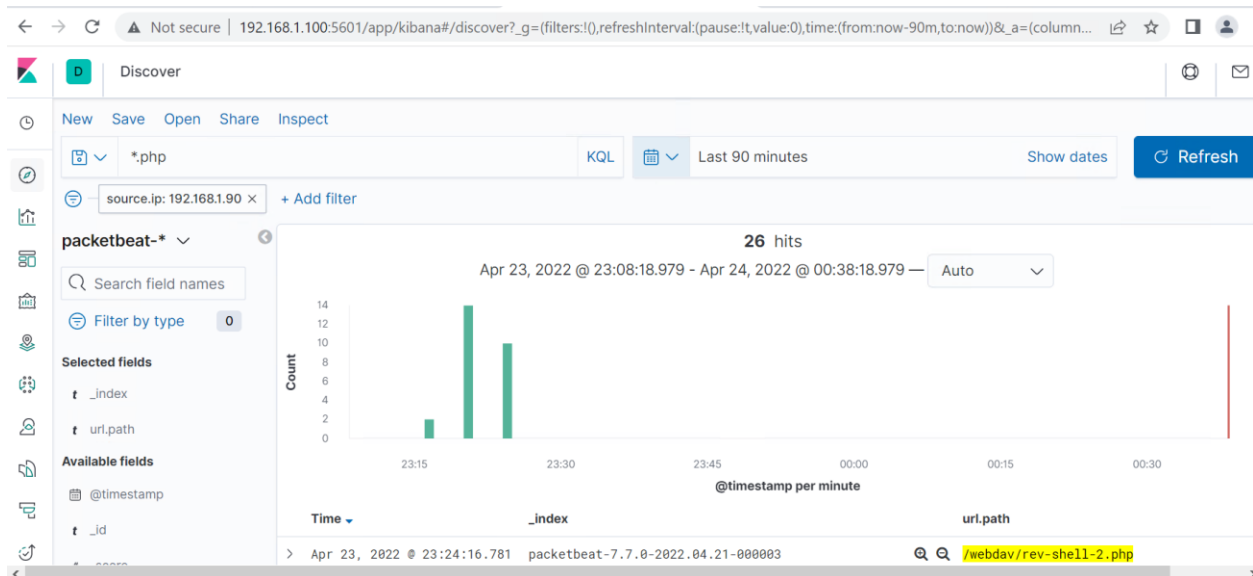 Not secure | 192.168.1.100:5601/app/kibana#/discover?_g=(filters:!(),refreshInterval:(pause:!t,value:0),time:(from:now-90m,to:now))&_a=(column...
D Discover
New Save Open Share Inspect
*.php KQL Last 90 minutes Show dates Refresh
source.ip: 192.168.1.90 × + Add filter
packetbeat-*
26 hits
Search field names
Apr 23, 2022 @ 23:08:18.979 - Apr 24, 2022 @ 00:38:18.979 — Auto
Filter by type 0
Selected fields
t _index
t url.path
Available fields
@timestamp
t _id
Count
14
12
10
8
6
4
2
0
23:15 23:30 23:45 00:00 00:15 00:30
@timestamp per minute
Time _index url.path
Apr 23, 2022 @ 23:24:16.781 packetbeat-7.7.0-2022.04.21-000003 /webdav/rev-shell-2.php